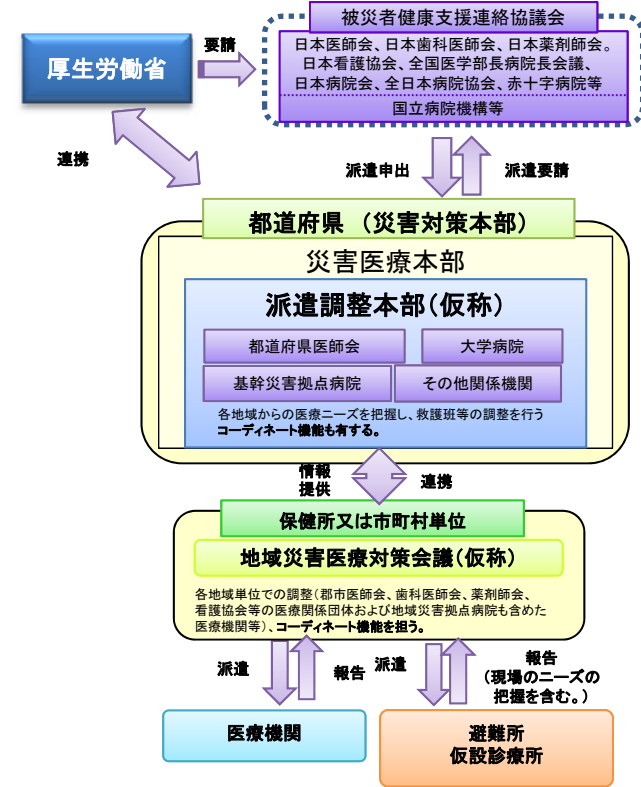 被災者健康支援連絡協議会
厚生労働省
要請
日本医師会、日本歯科医師会、日本薬剤師会。
日本看護協会、全国医学部長病院長会議、
日本病院会、全日本病院協会、赤十字病院等
国立病院機構等
連携
派遣申出
派遣要請
都道府県 （災害対策本部）
災害医療本部
派遣調整本部（仮称）
都道府県医師会
大学病院
基幹災害拠点病院
その他関係機関
各地域からの医療ニーズを把握し、救護班等の調整を行う
コーディネート機能も有する。
情報
提供
連携
保健所又は市町村単位
地域災害医療対策会議（仮称）
各地域単位での調整（郡市医師会、歯科医師会、薬剤師会、
看護協会等の医療関係団体および地域災害拠点病院も含めた
医療機関等）、コーディネート機能を担う。
派遣
報告
派遣
報告
（現場のニーズの
把握を含む。）
医療機関
避難所
仮設診療所